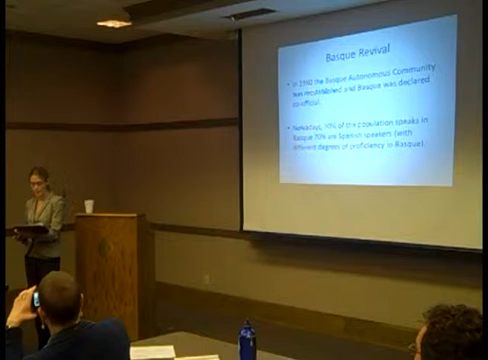 Basque Revival
• In 1980 the Basque Autonomous Community
was reestablished and Basque was declared
co-official.
• Nowadays, 30% of the population speaks in
Basque 70% are Spanish speakers (with
different degrees of proficiency in Basque).